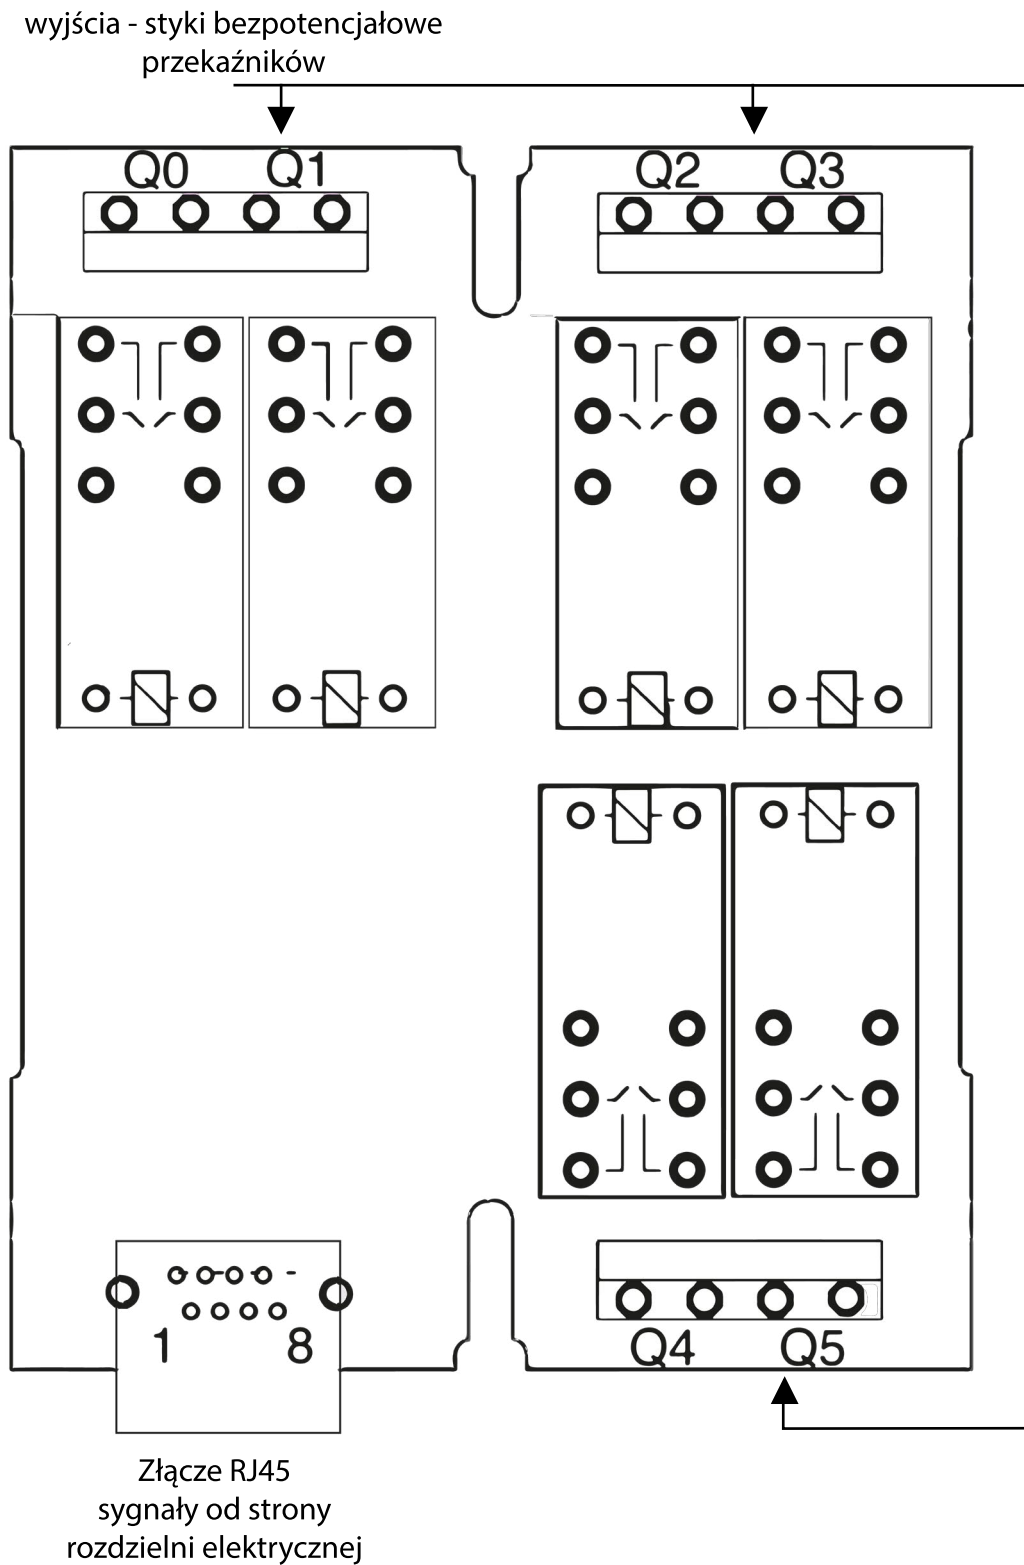 wyjścia - styki bezpotencjałowe
przekaźników
Q0 Q1 Q2 Q3
1 8
Q4 Q5
Złącze RJ45
sygnały od strony
rozdzielni elektrycznej